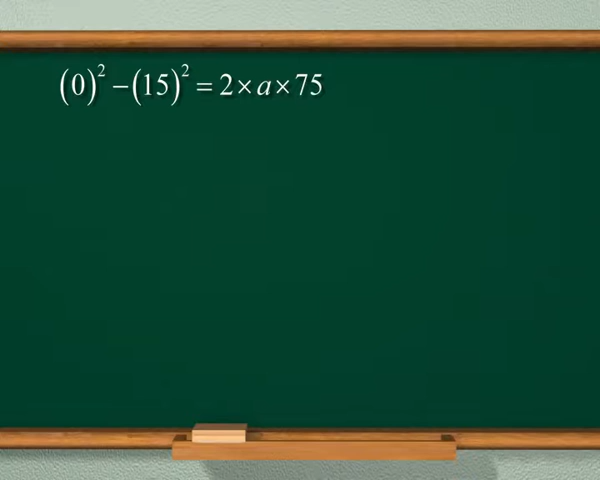 (0)² − (15)² = 2 × a × 75